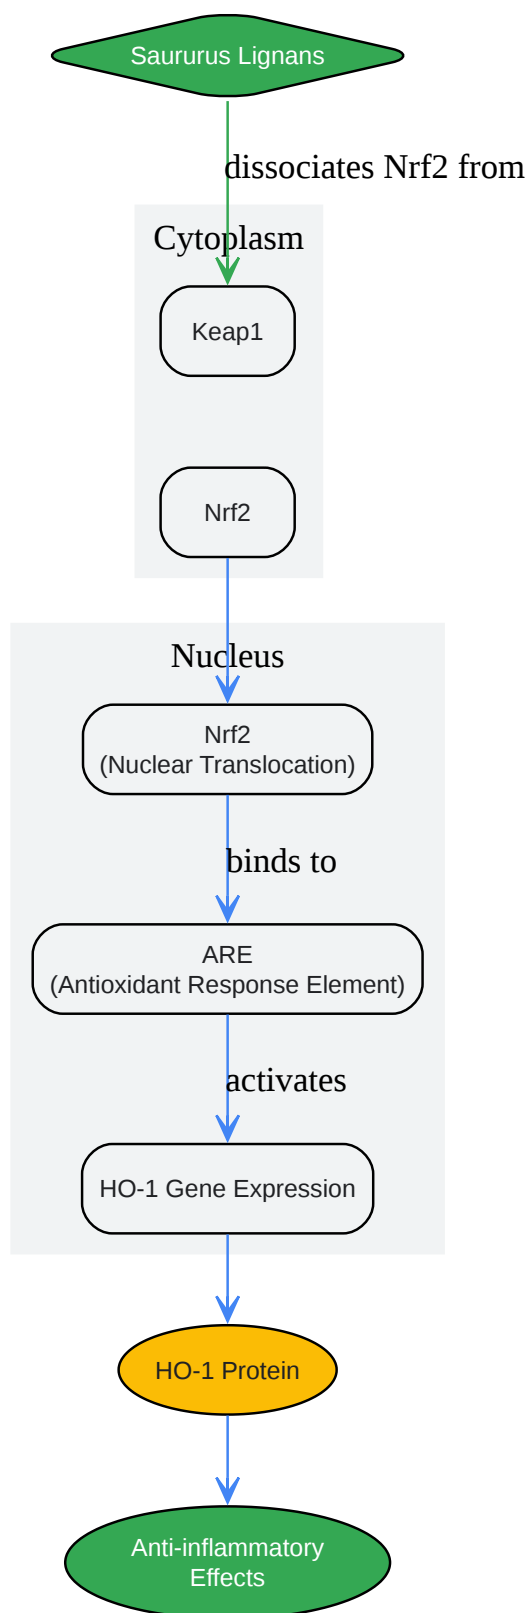 Saururus Lignans
dissociates Nrf2 from
Cytoplasm
Keap1
Nrf2
Nucleus
Nrf2
(Nuclear Translocation)
binds to
ARE
(Antioxidant Response Element)
activates
HO-1 Gene Expression
HO-1 Protein
Anti-inflammatory
Effects